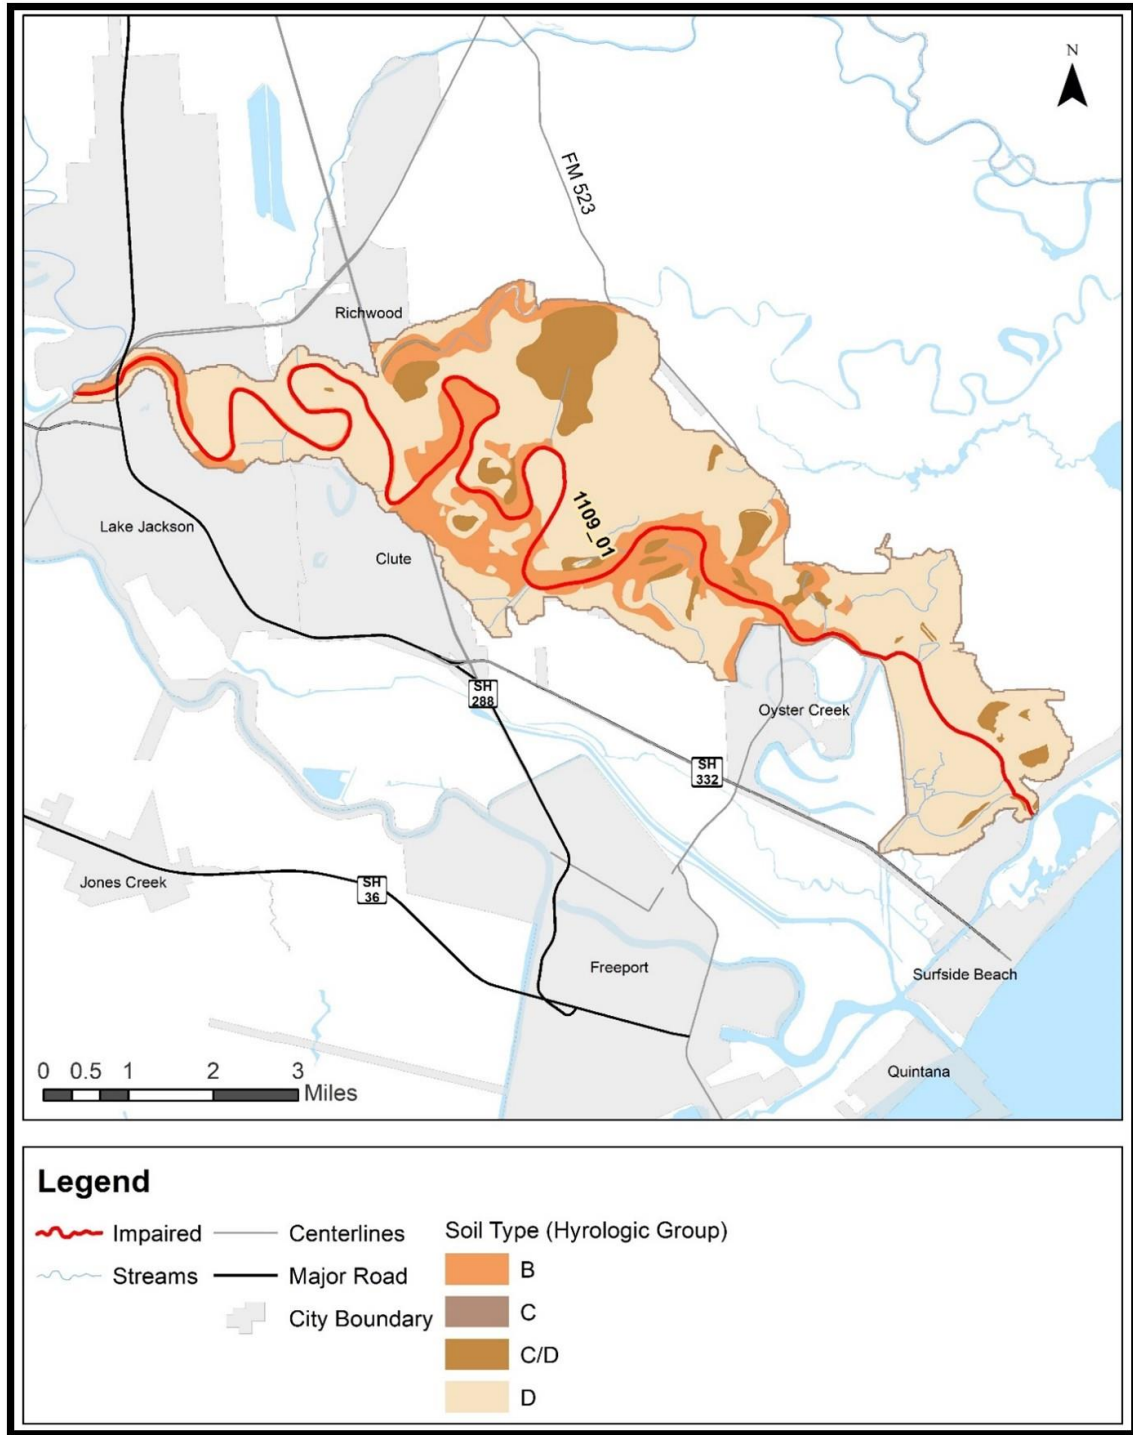 N
FM 523
Richwood
1109_01
Lake Jackson
Clute
SH
288
Oyster Creek
SH
332
Jones Creek
SH
36
Freeport
Surfside Beach
Quintana
0 0.5 1 2 3
Miles
Legend
Impaired
Centerlines
Soil Type (Hyrologic Group)
Streams
Major Road
City Boundary
B
C
C/D
D